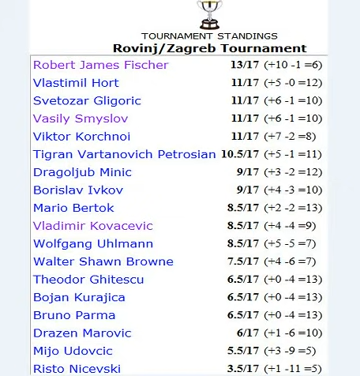 TOURNAMENT STANDINGS
Rovinj/Zagreb Tournament
Robert James Fischer 13/17 (+10 -1 =6)
Vlastimil Hort 11/17 (+5 -0 =12)
Svetozar Gligoric 11/17 (+6 -1 =10)
Vasily Smyslov 11/17 (+6 -1 =10)
Viktor Korchnoi 11/17 (+7 -2 =8)
Tigran Vartanovich Petrosian 10.5/17 (+5 -1 =11)
Dragoljub Minic 9/17 (+3 -2 =12)
Borislav Ivkov 9/17 (+4 -3 =10)
Mario Bertok 8.5/17 (+2 -2 =13)
Vladimir Kovacevic 8.5/17 (+4 -4 =9)
Wolfgang Uhlmann 8.5/17 (+5 -5 =7)
Walter Shawn Browne 7.5/17 (+4 -6 =7)
Theodor Ghitescu 6.5/17 (+0 -4 =13)
Bojan Kurajica 6.5/17 (+0 -4 =13)
Bruno Parma 6.5/17 (+0 -4 =13)
Drazen Marovic 6/17 (+1 -6 =10)
Mijo Udovcic 5.5/17 (+3 -9 =5)
Risto Nicevski 3.5/17 (+1 -11 =5)